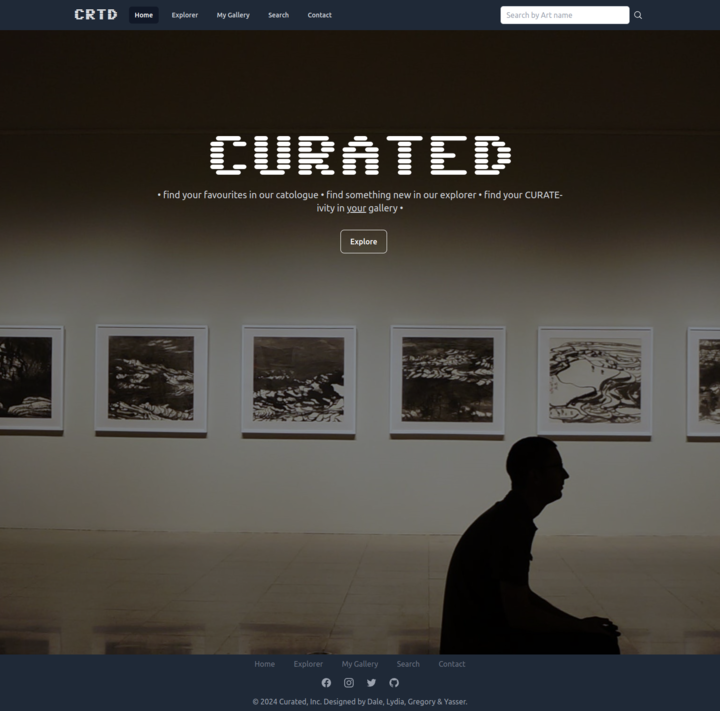 CRTD Home Explorer My Gallery Search Contact Search by Art name
CURATED
• find your favourites in our catologue • find something new in our explorer • find your CURATE-
ivity in your gallery •
Explore
Home Explorer My Gallery Search Contact
© 2024 Curated, Inc. Designed by Dale, Lydia, Gregory & Yasser.